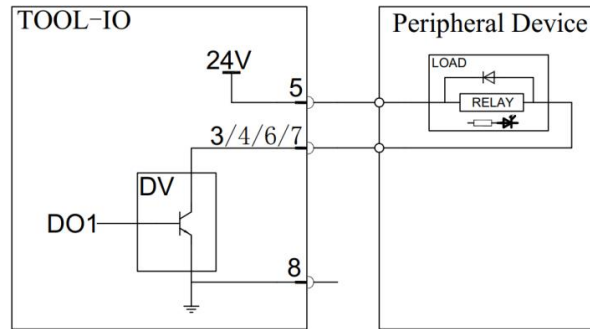 TOOL-IO
Peripheral Device
24V
LOAD
5
RELAY
3/4/6/7
DV
DO1
8